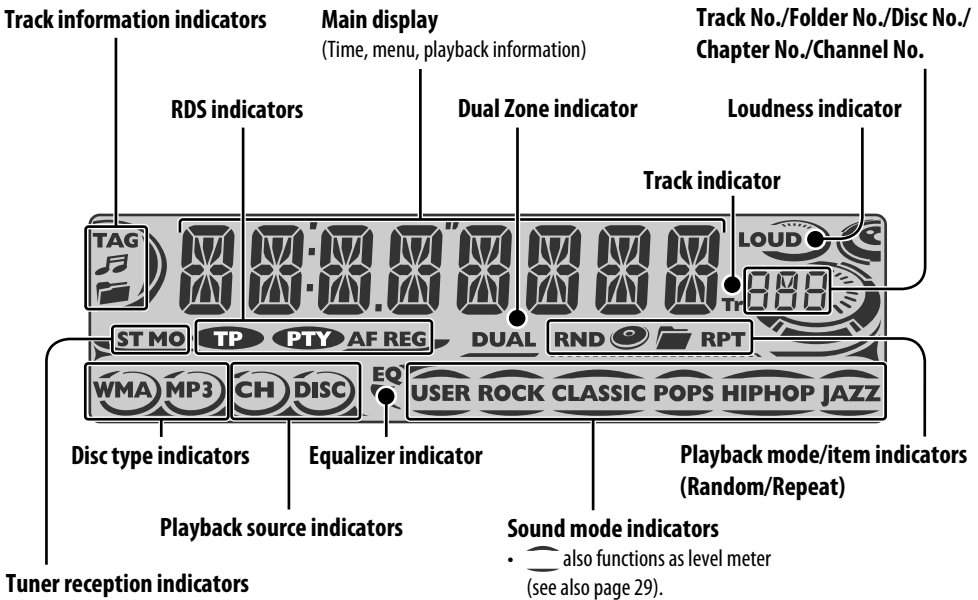 Track information indicators
Main display
(Time, menu, playback information)
Track No./Folder No./Disc No./
Chapter No./Channel No.
RDS indicators
Dual Zone indicator
Loudness indicator
Track indicator
TAG
LOUD
Tr
ST MO TP PTY AF REG DUAL RND RPT
WMA MP3 CH DISC EQ USER ROCK CLASSIC POPS HIPHOP JAZZ
Disc type indicators
Equalizer indicator
Playback mode/item indicators
(Random/Repeat)
Playback source indicators
Sound mode indicators
• also functions as level meter
(see also page 29).
Tuner reception indicators